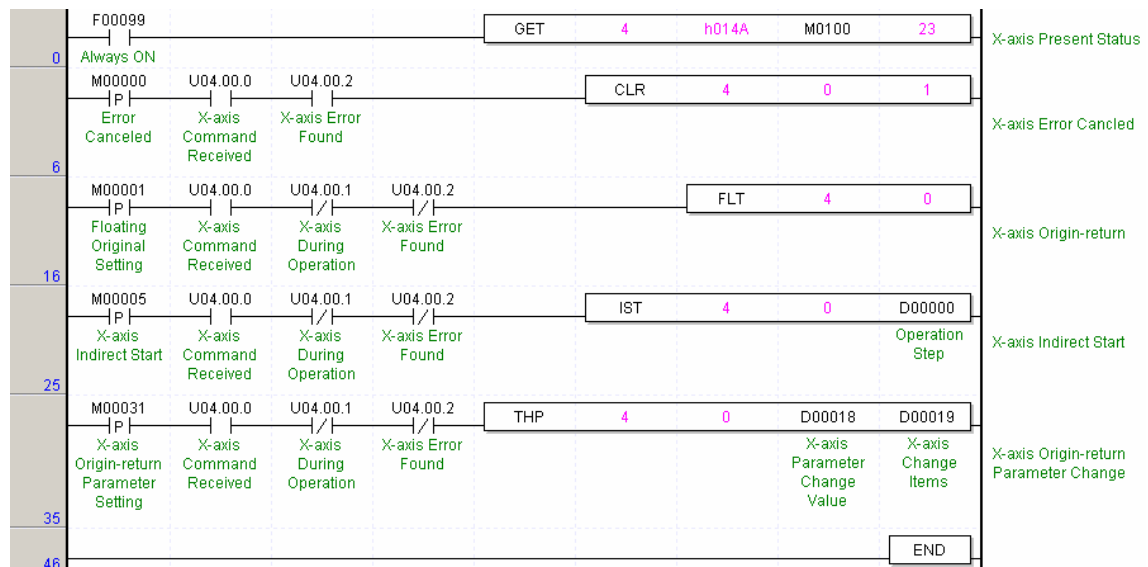 F00099
GET 4 h014A M0100 23
X-axis Present Status
0 Always ON
M00000 U04.00.0 U04.00.2
P
CLR 4 0 1
Error X-axis X-axis Error
Canceled Command Found
Received
X-axis Error Cancled
6
M00001 U04.00.0 U04.00.1 U04.00.2
P
FLT 4 0
Floating X-axis X-axis X-axis Error
Original Command During Found
Setting Received Operation
X-axis Origin-return
16
M00005 U04.00.0 U04.00.1 U04.00.2
P
IST 4 0 D00000
X-axis X-axis X-axis X-axis Error Operation
Indirect Start Command During Found Step
Received Operation
X-axis Indirect Start
25
M00031 U04.00.0 U04.00.1 U04.00.2
P
THP 4 0 D00018 D00019
X-axis X-axis X-axis X-axis Error X-axis X-axis
Origin-return Command During Found Parameter Change
Parameter Received Operation Change Items
Setting Value
X-axis Origin-return
Parameter Change
35
END
46